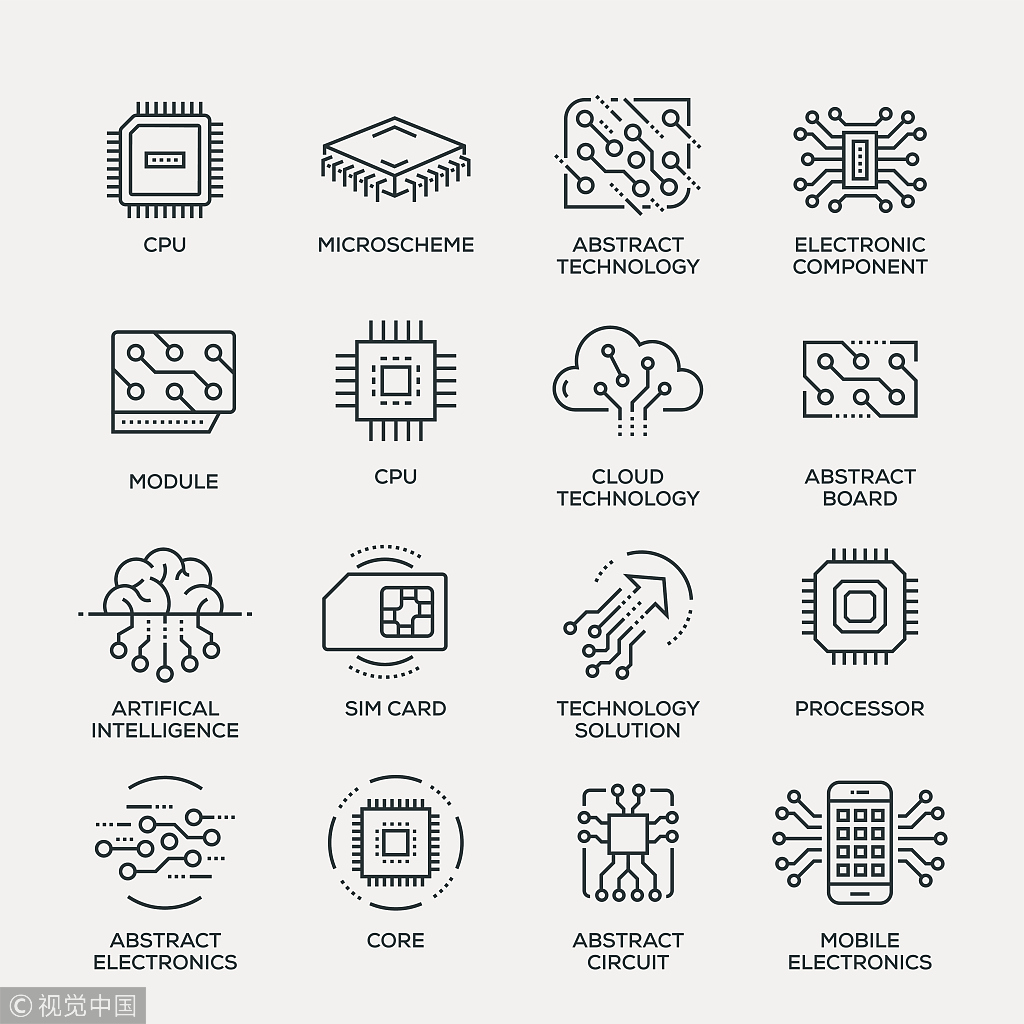 CPU
MICROSCHEME
ABSTRACT
TECHNOLOGY
ELECTRONIC
COMPONENT
MODULE
CPU
CLOUD
TECHNOLOGY
ABSTRACT
BOARD
ARTIFICAL
INTELLIGENCE
SIM CARD
TECHNOLOGY
SOLUTION
PROCESSOR
ABSTRACT
ELECTRONICS
CORE
ABSTRACT
CIRCUIT
MOBILE
ELECTRONICS
©视觉中国